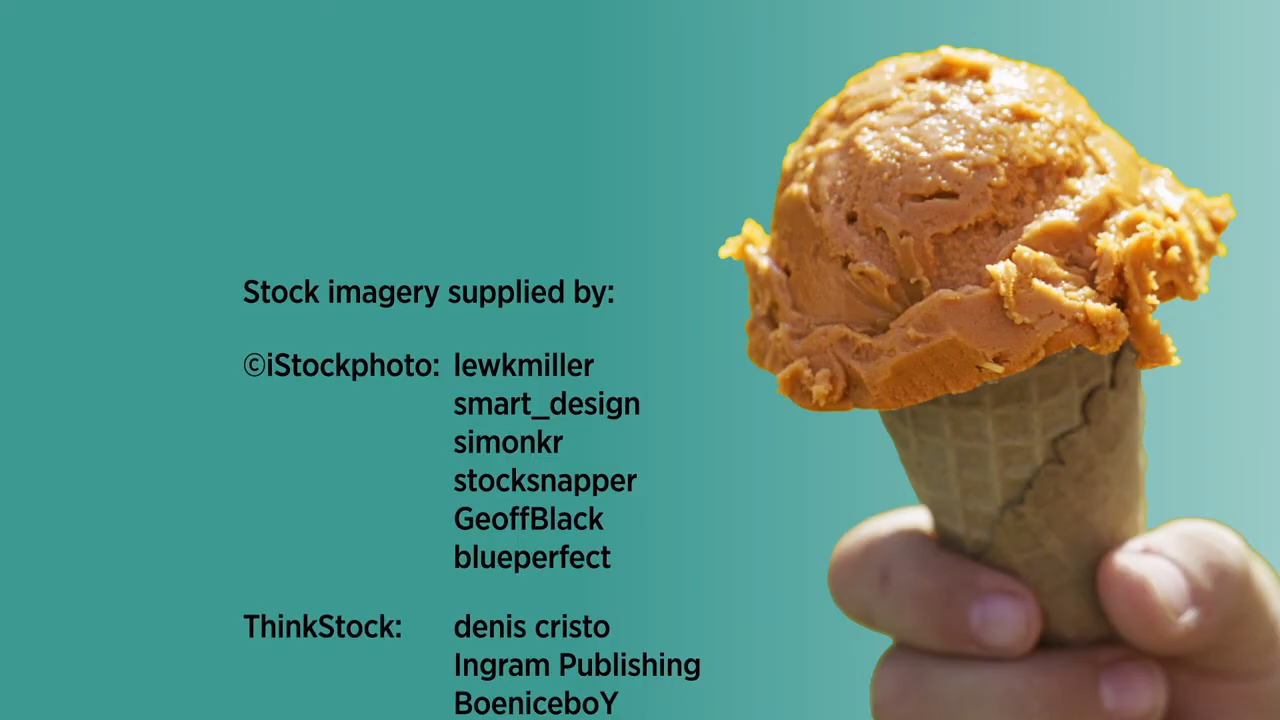 Stock imagery supplied by:
©iStockphoto: lewkmiller
smart_design
simonkr
stocksnapper
GeoffBlack
blueperfect
ThinkStock: denis cristo
Ingram Publishing
BoeniceboY